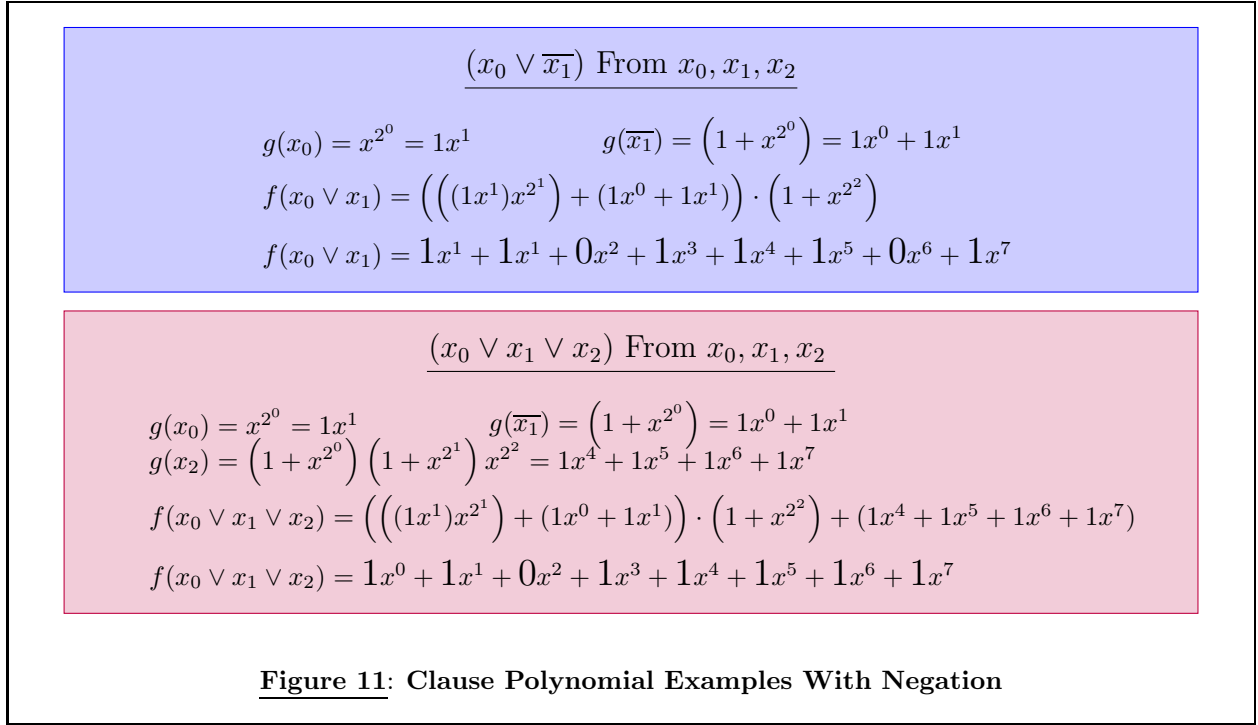 (x_0 ∨ \overline{x_1}) From x_0, x_1, x_2
g(x_0) = x^{2^0} = 1x^1 g(\overline{x_1}) = (1 + x^{2^0}) = 1x^0 + 1x^1
f(x_0 ∨ x_1) = (((1x^1)x^{2^1}) + (1x^0 + 1x^1)) · (1 + x^{2^2})
f(x_0 ∨ x_1) = 1x^1 + 1x^1 + 0x^2 + 1x^3 + 1x^4 + 1x^5 + 0x^6 + 1x^7
(x_0 ∨ x_1 ∨ x_2) From x_0, x_1, x_2
g(x_0) = x^{2^0} = 1x^1 g(\overline{x_1}) = (1 + x^{2^0}) = 1x^0 + 1x^1
g(x_2) = (1 + x^{2^0}) (1 + x^{2^1}) x^{2^2} = 1x^4 + 1x^5 + 1x^6 + 1x^7
f(x_0 ∨ x_1 ∨ x_2) = (((1x^1)x^{2^1}) + (1x^0 + 1x^1)) · (1 + x^{2^2}) + (1x^4 + 1x^5 + 1x^6 + 1x^7)
f(x_0 ∨ x_1 ∨ x_2) = 1x^0 + 1x^1 + 0x^2 + 1x^3 + 1x^4 + 1x^5 + 1x^6 + 1x^7
Figure 11: Clause Polynomial Examples With Negation